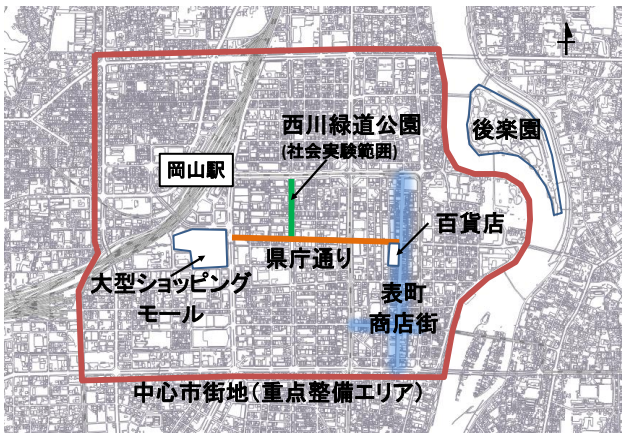 西川緑道公園
(社会実験範囲)
後楽園
岡山駅
百貨店
県庁通り
大型ショッピング
モール
表町
商店街
中心市街地(重点整備エリア)